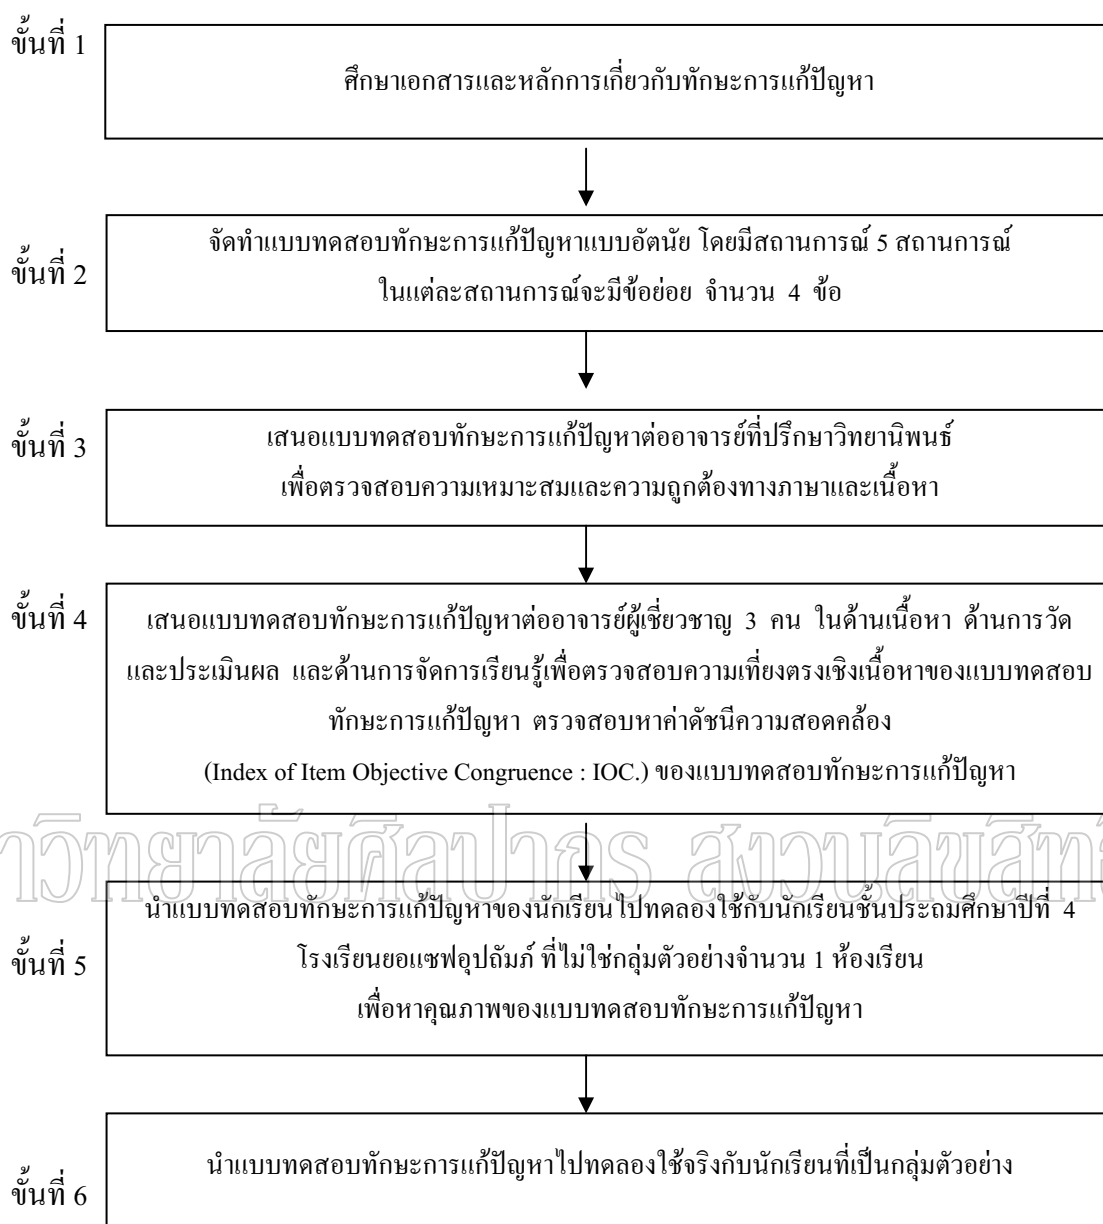 ขั้นที่ 1
ศึกษาเอกสารและหลักการเกี่ยวกับทักษะการแก้ปัญหา
ขั้นที่ 2
จัดทำแบบทดสอบทักษะการแก้ปัญหาแบบอัตนัย โดยมีสถานการณ์ 5 สถานการณ์
ในแต่ละสถานการณ์จะมีข้อย่อย จำนวน 4 ข้อ
ขั้นที่ 3
เสนอแบบทดสอบทักษะการแก้ปัญหาต่ออาจารย์ที่ปรึกษาวิทยานิพนธ์
เพื่อตรวจสอบความเหมาะสมและความถูกต้องทางภาษาและเนื้อหา
ขั้นที่ 4
เสนอแบบทดสอบทักษะการแก้ปัญหาต่ออาจารย์ผู้เชี่ยวชาญ 3 คน ในด้านเนื้อหา ด้านการวัด
และประเมินผล และด้านการจัดการเรียนรู้เพื่อตรวจสอบความเที่ยงตรงเชิงเนื้อหาของแบบทดสอบ
ทักษะการแก้ปัญหา ตรวจสอบหาค่าดัชนีความสอดคล้อง
(Index of Item Objective Congruence : IOC.) ของแบบทดสอบทักษะการแก้ปัญหา
าวิทยาลัยศิลปากร สงวนลิขสิทธิ
ขั้นที่ 5
นำแบบทดสอบทักษะการแก้ปัญหาของนักเรียนไปทดลองใช้กับนักเรียนชั้นประถมศึกษาปีที่ 4
โรงเรียนยอแซฟอุปถัมภ์ ที่ไม่ใช่กลุ่มตัวอย่างจำนวน 1 ห้องเรียน
เพื่อหาคุณภาพของแบบทดสอบทักษะการแก้ปัญหา
ขั้นที่ 6
นำแบบทดสอบทักษะการแก้ปัญหาไปทดลองใช้จริงกับนักเรียนที่เป็นกลุ่มตัวอย่าง